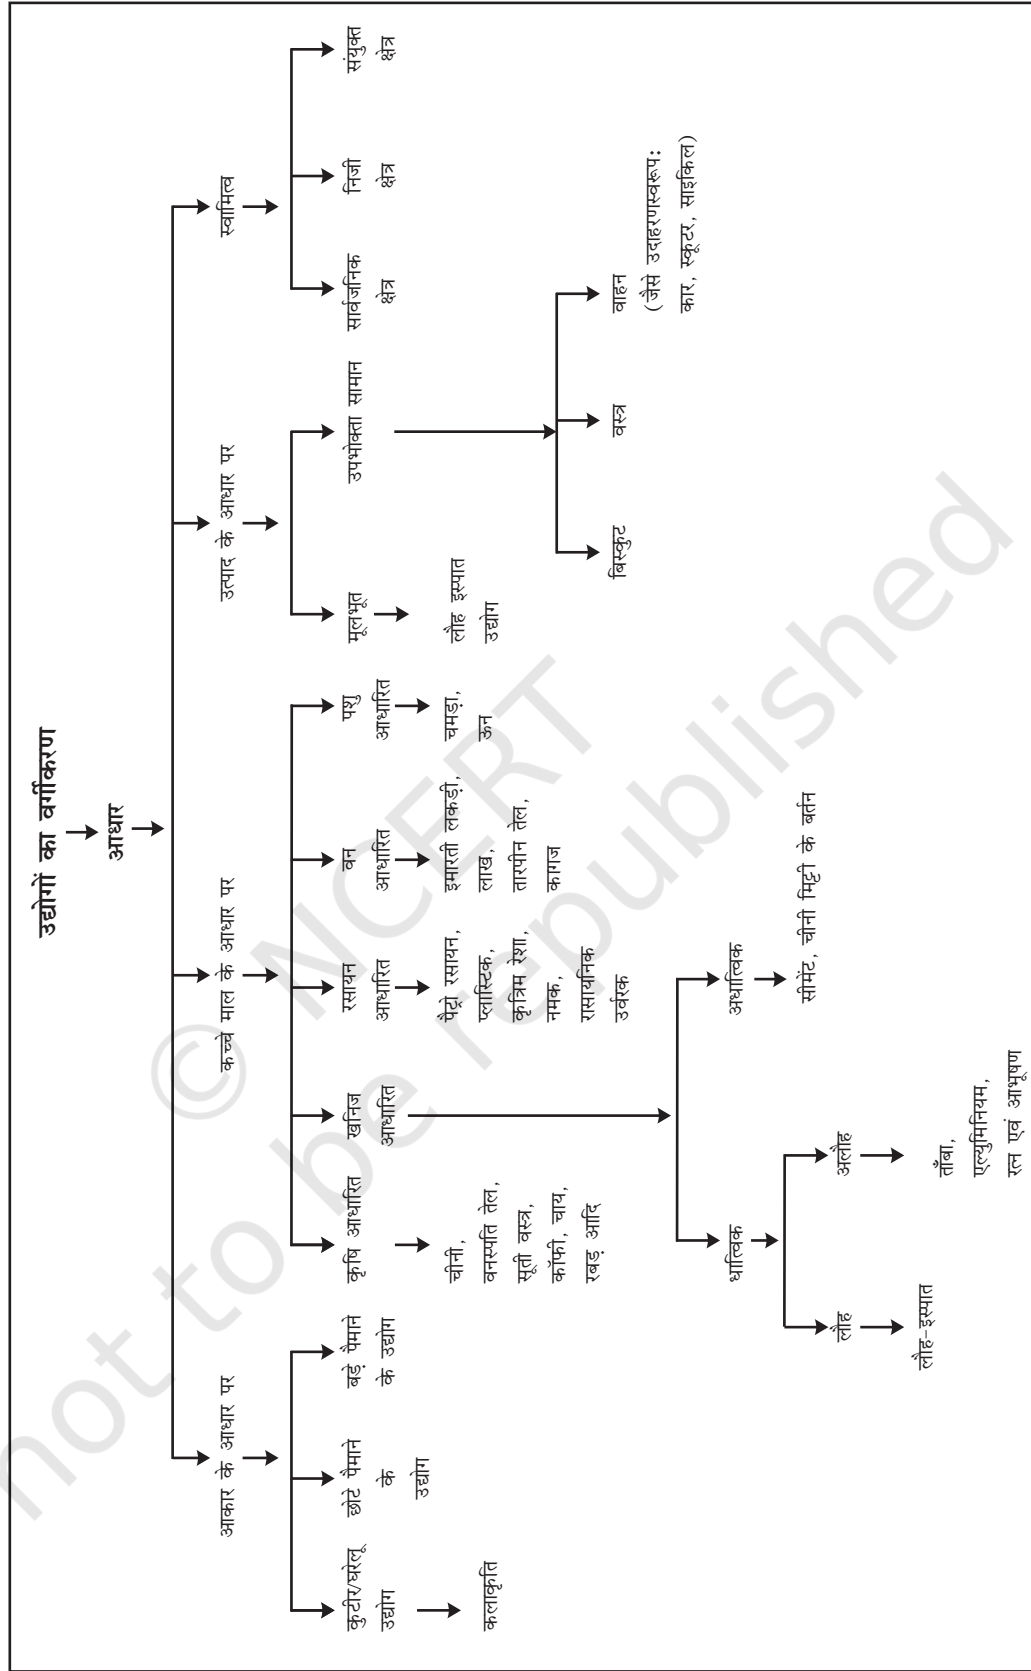 उद्योगों का वर्गीकरण
आधार
आकार के आधार पर
कच्चे माल के आधार पर
उत्पाद के आधार पर
स्वामित्व
कुटीर/घरेलू
उद्योग
छोटे पैमाने
के
उद्योग
बड़े पैमाने
के उद्योग
कृषि आधारित
खनिज
आधारित
रसायन
आधारित
वन
आधारित
पशु
आधारित
मूलभूत
उपभोक्ता सामान
सार्वजनिक
क्षेत्र
निजी
क्षेत्र
संयुक्त
क्षेत्र
कलाकृति
चीनी,
वनस्पति तेल,
सूती वस्त्र,
कॉफी, चाय,
रबड़ आदि
पैट्रो रसायन,
प्लास्टिक,
कृत्रिम रेशा,
नमक,
रासायनिक
उर्वरक
इमारती लकड़ी,
लाख,
तारपीन तेल,
कागज
चमड़ा,
ऊन
लौह इस्पात
उद्योग
बिस्कुट
वस्त्र
वाहन
(जैसे उदाहरणस्वरूप:
कार, स्कूटर, साइकिल)
धात्विक
अधात्विक
सीमेंट, चीनी मिट्टी के बर्तन
लौह
अलौह
लौह-इस्पात
ताँबा,
एल्युमिनियम,
रत्न एवं आभूषण
© NCERT
not to be republished